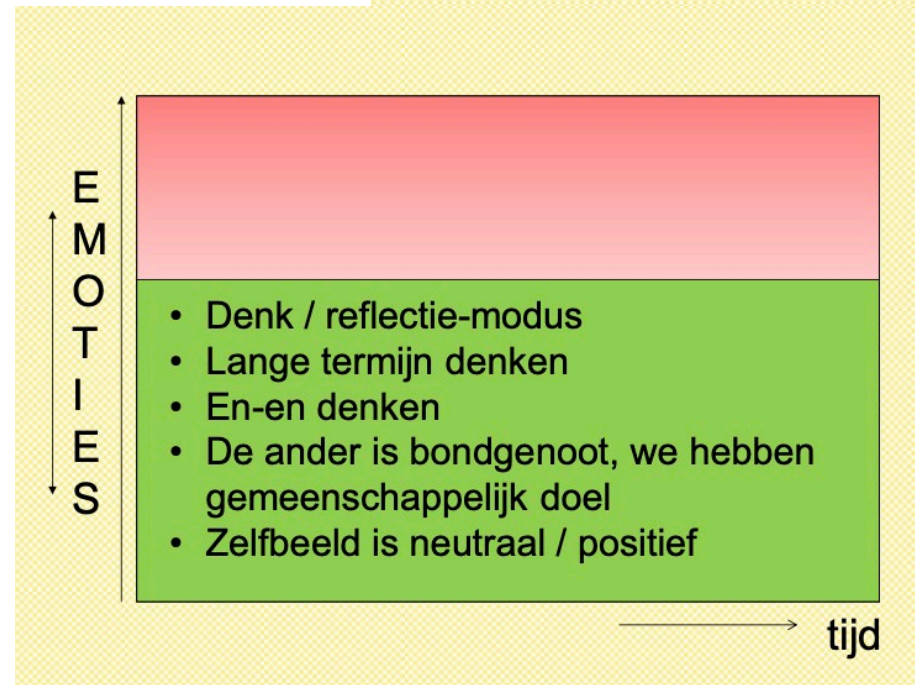 EMOTIES
• Denk / reflectie-modus
• Lange termijn denken
• En-en denken
• De ander is bondgenoot, we hebben
gemeenschappelijk doel
• Zelfbeeld is neutraal / positief
tijd